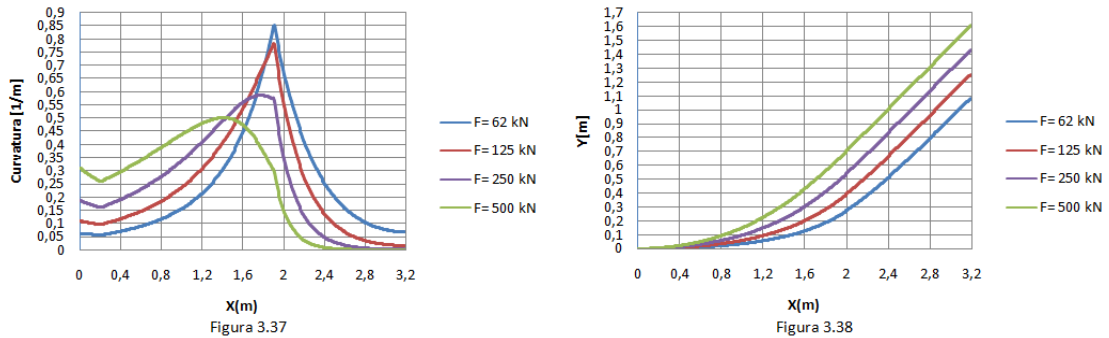 0,9
0,85
0,8
0,75
0,7
0,65
0,6
0,55
0,5
0,45
0,4
0,35
0,3
0,25
0,2
0,15
0,1
0,05
0
Curvatura [1/m]
0 0,4 0,8 1,2 1,6 2 2,4 2,8 3,2
X(m)
F= 62 kN
F= 125 kN
F= 250 kN
F= 500 kN
Figura 3.37
1,7
1,6
1,5
1,4
1,3
1,2
1,1
1
0,9
0,8
0,7
0,6
0,5
0,4
0,3
0,2
0,1
0
Y[m]
0 0,4 0,8 1,2 1,6 2 2,4 2,8 3,2
X(m)
F= 62 kN
F= 125 kN
F= 250 kN
F= 500 kN
Figura 3.38